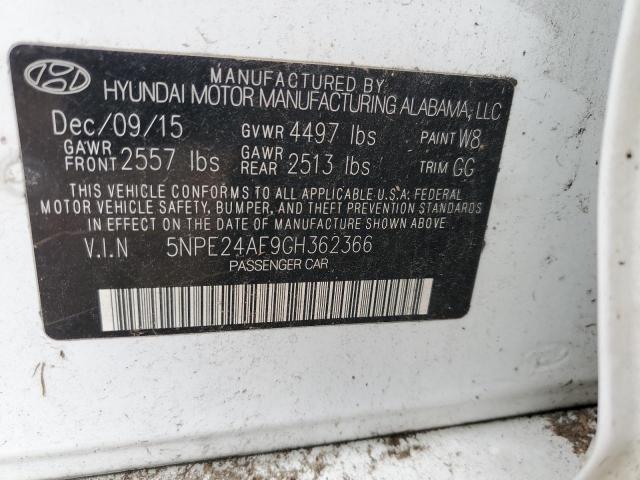 MANUFACTURED BY
HYUNDAI MOTOR MANUFACTURING ALABAMA, LLC
Dec/09/15 GVWR 4497 lbs PAINT W8
GAWR FRONT 2557 lbs GAWR REAR 2513 lbs TRIM GG
THIS VEHICLE CONFORMS TO ALL APPLICABLE U.S.A. FEDERAL
MOTOR VEHICLE SAFETY, BUMPER, AND THEFT PREVENTION STANDARDS
IN EFFECT ON THE DATE OF MANUFACTURE SHOWN ABOVE.
V.I.N 5NPE24AF9GH362366
PASSENGER CAR